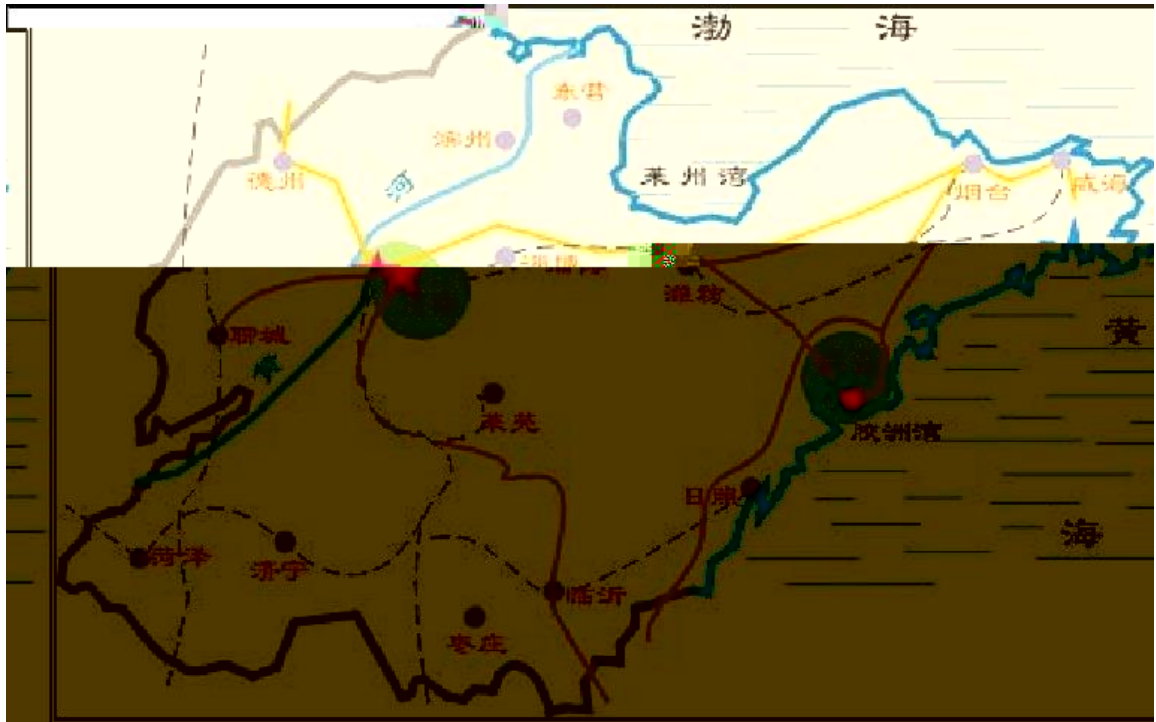 渤 海
东营
滨州
德州
河
莱州湾
烟台
威海
潍坊
聊城
黄
莱芜
胶州湾
日照
海
菏泽
济宁
临沂
枣庄